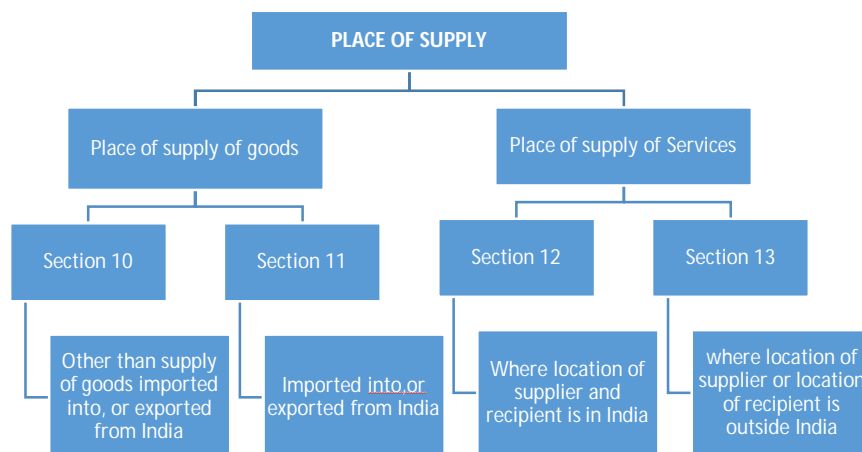 PLACE OF SUPPLY
Place of supply of goods
Place of supply of Services
Section 10
Section 11
Section 12
Section 13
Other than supply
of goods imported
into, or exported
from India
Imported into,or
exported from India
Where location of
supplier and
recipient is in India
where location of
supplier or location
of recipient is
outside India